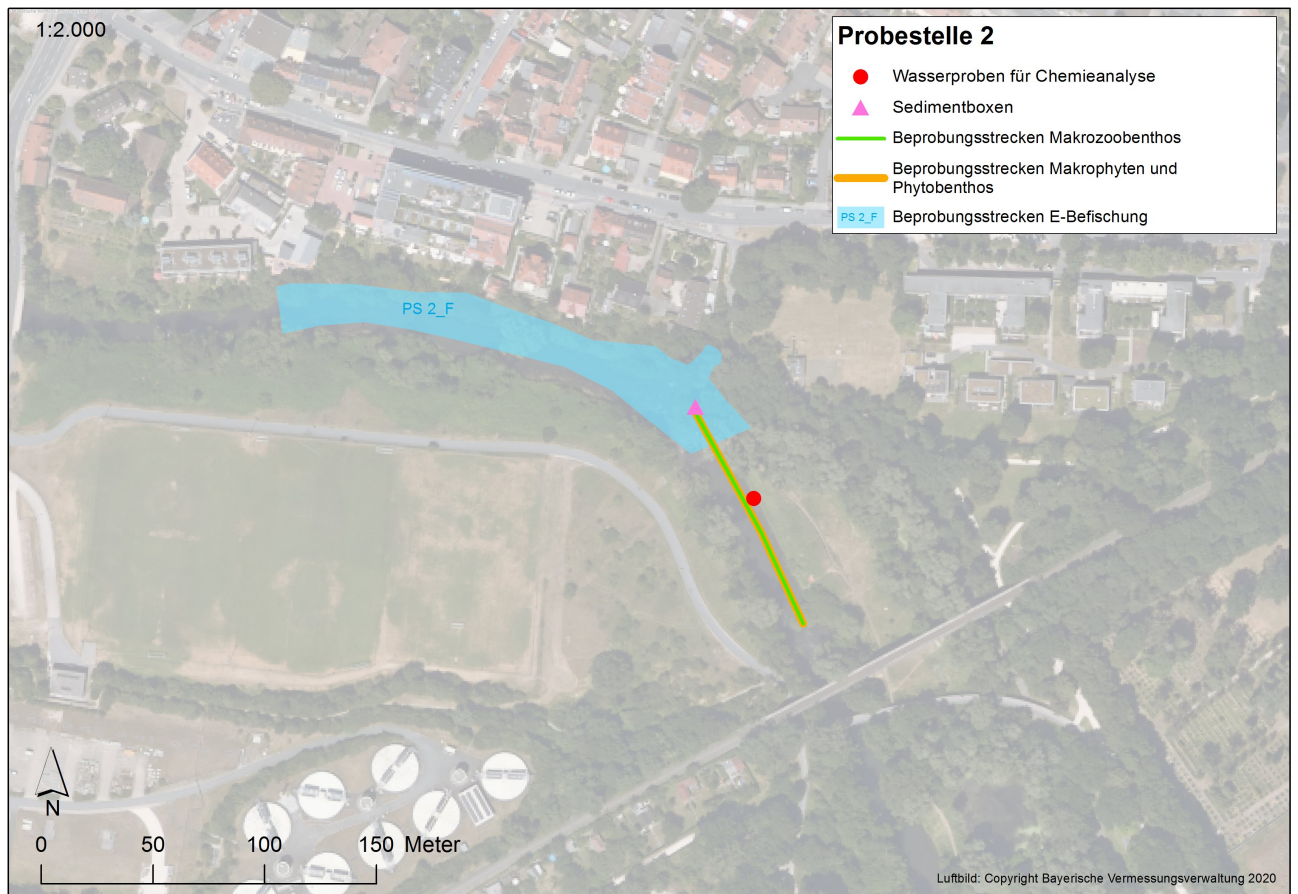 1:2.000
Probestelle 2
Wasserproben für Chemieanalyse
Sedimentboxen
Beprobungsstrecken Makrozoobenthos
Beprobungsstrecken Makrophyten und
Phytobenthos
PS 2_F Beprobungsstrecken E-Befischung
PS 2_F
N
0 50 100 150 Meter
Luftbild: Copyright Bayerische Vermessungsverwaltung 2020